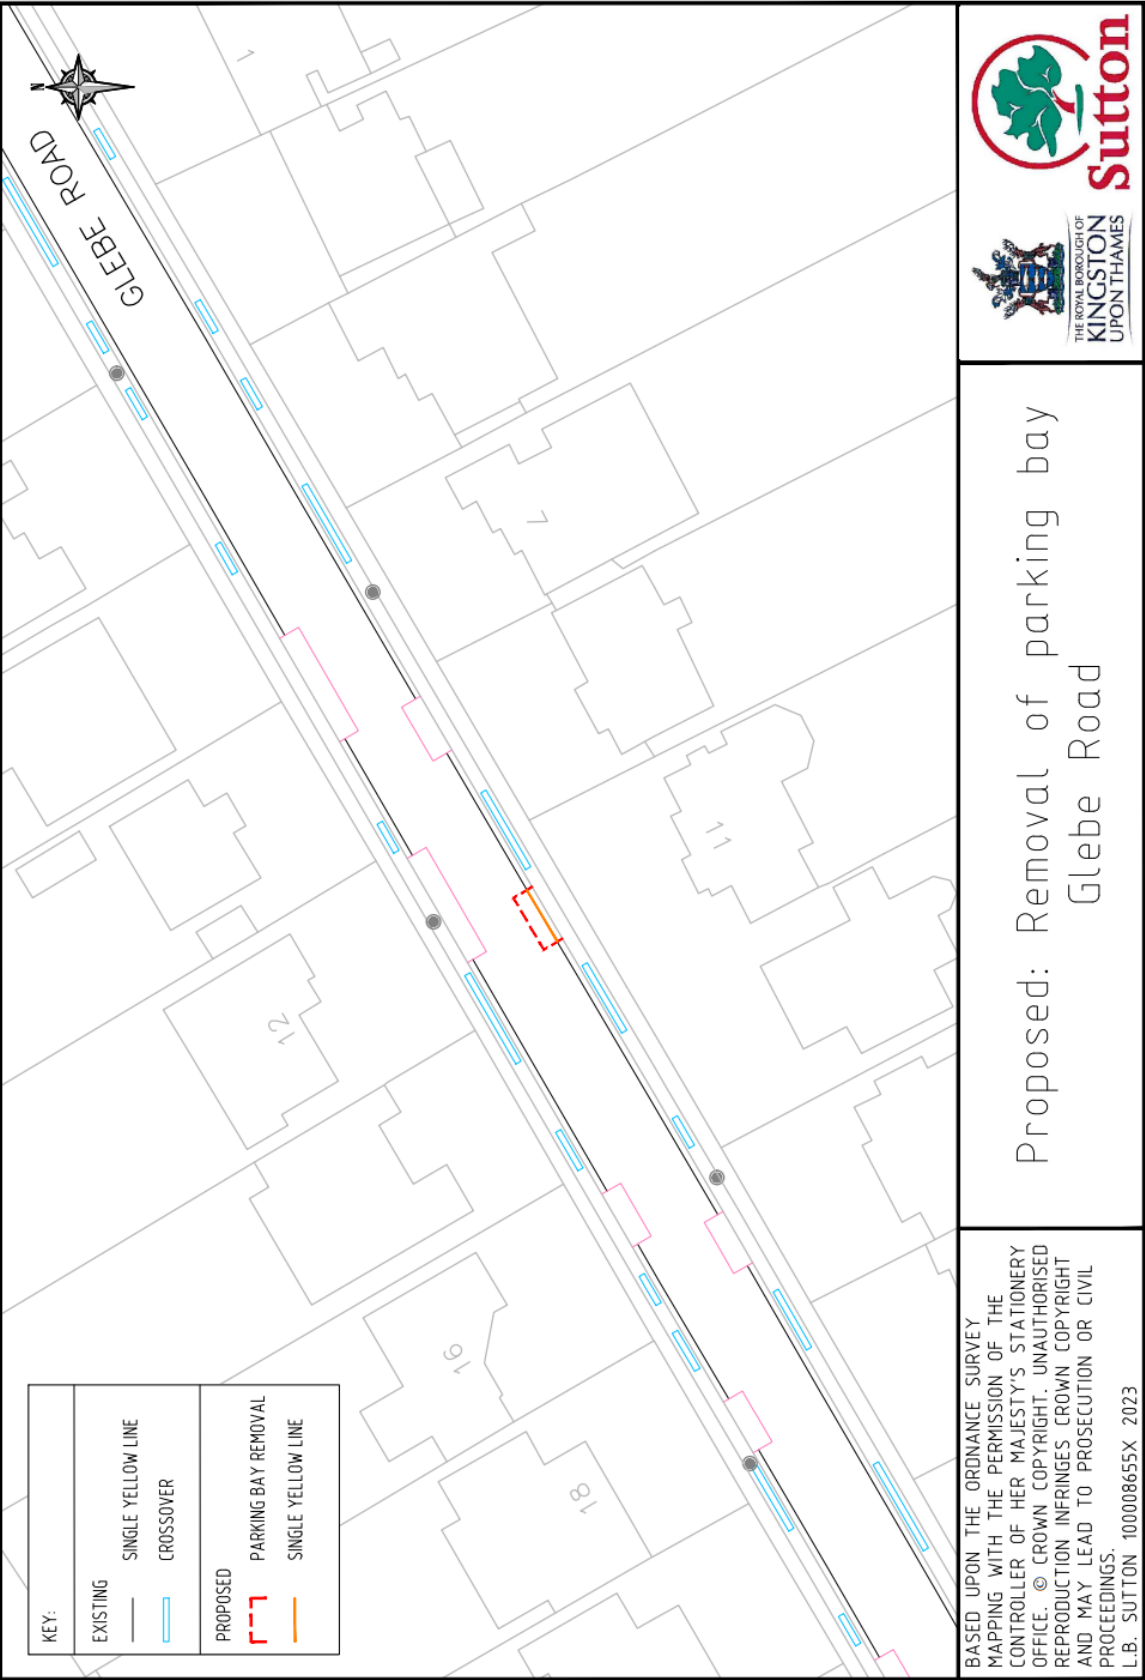 N
GLEBE ROAD
1
7
11
12
16
18
KEY:
EXISTING
SINGLE YELLOW LINE
CROSSOVER
PROPOSED
PARKING BAY REMOVAL
SINGLE YELLOW LINE
BASED UPON THE ORDNANCE SURVEY
MAPPING WITH THE PERMISSION OF THE
CONTROLLER OF HER MAJESTY'S STATIONERY
OFFICE. © CROWN COPYRIGHT. UNAUTHORISED
REPRODUCTION INFRINGES CROWN COPYRIGHT
AND MAY LEAD TO PROSECUTION OR CIVIL
PROCEEDINGS.
L.B. SUTTON 100008655X 2023
Proposed: Removal of parking bay
Glebe Road
THE ROYAL BOROUGH OF
KINGSTON
UPON THAMES
Sutton